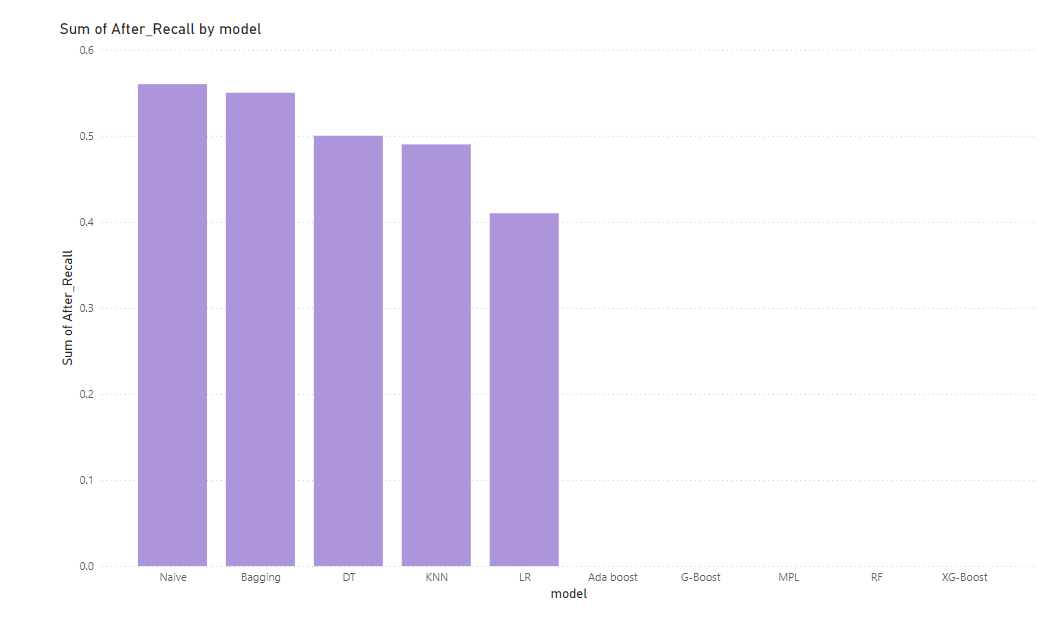 Sum of After_Recall by model
0.6
0.5
0.4
0.3
0.2
0.1
0.0
Sum of After_Recall
Naive Bagging DT KNN LR Ada boost G-Boost MPL RF XG-Boost
model